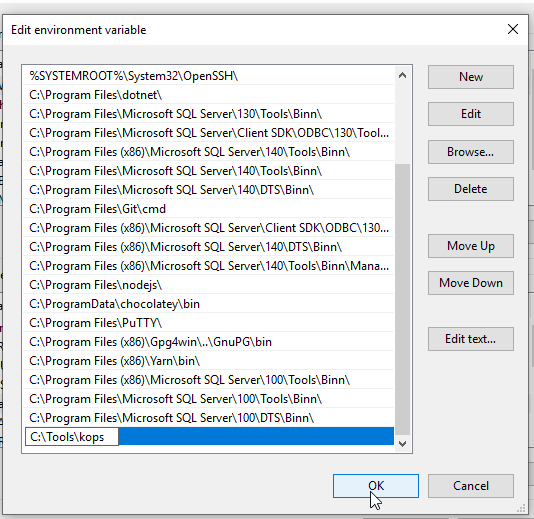 Edit environment variable
%SYSTEMROOT%\System32\OpenSSH\
C:\Program Files\dotnet\
C:\Program Files\Microsoft SQL Server\130\Tools\Binn\
C:\Program Files\Microsoft SQL Server\Client SDK\ODBC\130\Tool...
C:\Program Files (x86)\Microsoft SQL Server\140\Tools\Binn\
C:\Program Files\Microsoft SQL Server\140\Tools\Binn\
C:\Program Files\Microsoft SQL Server\140\DTS\Binn\
C:\Program Files\Git\cmd
C:\Program Files (x86)\Microsoft SQL Server\Client SDK\ODBC\130...
C:\Program Files (x86)\Microsoft SQL Server\140\DTS\Binn\
C:\Program Files (x86)\Microsoft SQL Server\140\Tools\Binn\Mana...
C:\Program Files\nodejs\
C:\ProgramData\chocolatey\bin
C:\Program Files\PuTTY\
C:\Program Files (x86)\Gpg4win\..\GnuPG\bin
C:\Program Files (x86)\Yarn\bin\
C:\Program Files (x86)\Microsoft SQL Server\100\Tools\Binn\
C:\Program Files\Microsoft SQL Server\100\Tools\Binn\
C:\Program Files\Microsoft SQL Server\100\DTS\Binn\
C:\Tools\kops
New
Edit
Browse...
Delete
Move Up
Move Down
Edit text...
OK
Cancel